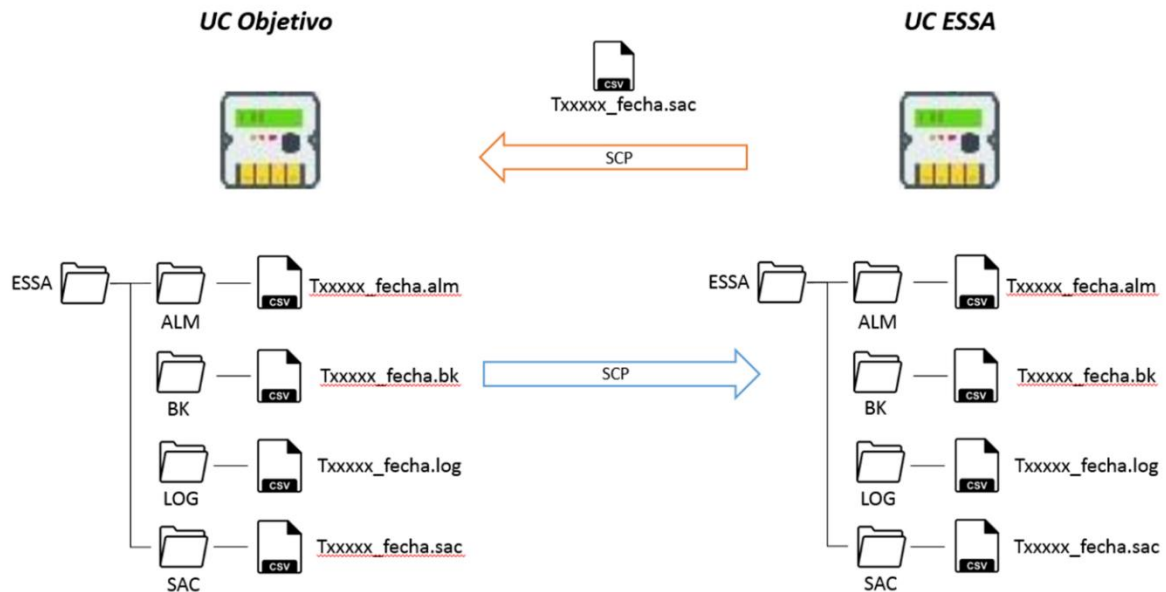 UC Objetivo
UC ESSA
CSV
Txxxxx_fecha.sac
SCP
ESSA
ALM
CSV
Txxxxx_fecha.alm
BK
CSV
Txxxxx_fecha.bk
LOG
CSV
Txxxxx_fecha.log
SAC
CSV
Txxxxx_fecha.sac
SCP
ESSA
ALM
CSV
Txxxxx_fecha.alm
BK
CSV
Txxxxx_fecha.bk
LOG
CSV
Txxxxx_fecha.log
SAC
CSV
Txxxxx_fecha.sac